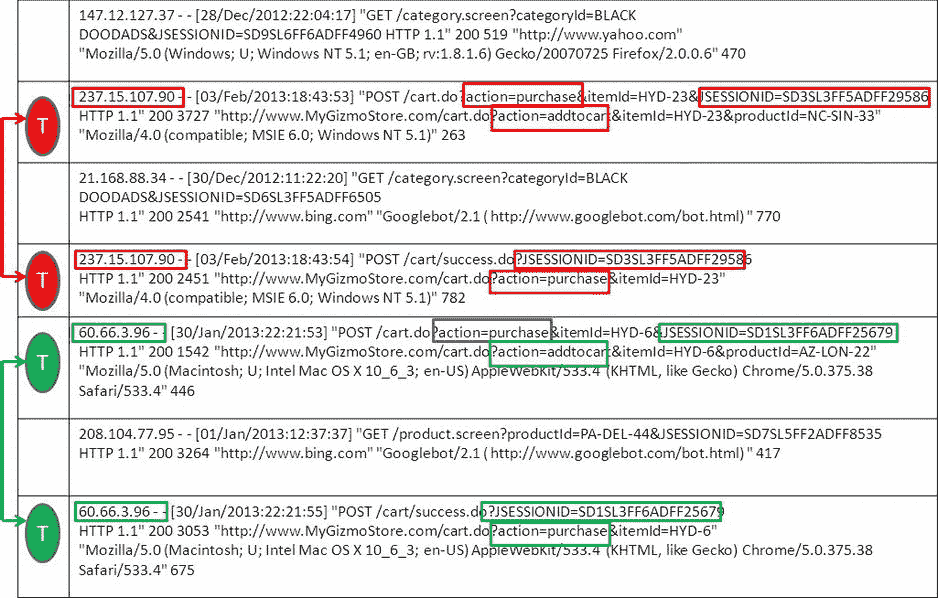 147.12.127.37 - - [28/Dec/2012:22:04:17] "GET /category.screen?categoryId=BLACK
DOODADS&JSESSIONID=SD9SL6FF6ADFF4960 HTTP 1.1" 200 519 "http://www.yahoo.com"
"Mozilla/5.0 (Windows; U; Windows NT 5.1; en-GB; rv:1.8.1.6) Gecko/20070725 Firefox/2.0.0.6" 470
T
237.15.107.90 - - [03/Feb/2013:18:43:53] "POST /cart.do?action=purchase&itemId=HYD-23&JSESSIONID=SD3SL3FF5ADFF29586
HTTP 1.1" 200 3727 "http://www.MyGizmoStore.com/cart.do?action=addtocart&itemId=HYD-23&productId=NC-SIN-33"
"Mozilla/4.0 (compatible; MSIE 6.0; Windows NT 5.1)" 263
21.168.88.34 - - [30/Dec/2012:11:22:20] "GET /category.screen?categoryId=BLACK
DOODADS&JSESSIONID=SD6SL3FF5ADFF6505
HTTP 1.1" 200 2541 "http://www.bing.com" "Googlebot/2.1 ( http://www.googlebot.com/bot.html) " 770
T
237.15.107.90 - - [03/Feb/2013:18:43:54] "POST /cart/success.do?JSESSIONID=SD3SL3FF5ADFF29586
HTTP 1.1" 200 2451 "http://www.MyGizmoStore.com/cart.do?action=purchase&itemId=HYD-23"
"Mozilla/4.0 (compatible; MSIE 6.0; Windows NT 5.1)" 782
T
60.66.3.96 - - [30/Jan/2013:22:21:53] "POST /cart.do?action=purchase&itemId=HYD-6&JSESSIONID=SD1SL3FF6ADFF25679
HTTP 1.1" 200 1542 "http://www.MyGizmoStore.com/cart.do?action=addtocart&itemId=HYD-6&productId=AZ-LON-22"
"Mozilla/5.0 (Macintosh; U; Intel Mac OS X 10_6_3; en-US) AppleWebKit/533.4 (KHTML, like Gecko) Chrome/5.0.375.38
Safari/533.4" 446
208.104.77.95 - - [01/Jan/2013:12:37:37] "GET /product.screen?productId=PA-DEL-44&JSESSIONID=SD7SL5FF2ADFF8535
HTTP 1.1" 200 3264 "http://www.bing.com" "Googlebot/2.1 ( http://www.googlebot.com/bot.html) " 417
T
60.66.3.96 - - [30/Jan/2013:22:21:55] "POST /cart/success.do?JSESSIONID=SD1SL3FF6ADFF25679
HTTP 1.1" 200 3053 "http://www.MyGizmoStore.com/cart.do?action=purchase&itemId=HYD-6"
"Mozilla/5.0 (Macintosh; U; Intel Mac OS X 10_6_3; en-US) AppleWebKit/533.4 (KHTML, like Gecko) Chrome/5.0.375.38
Safari/533.4" 675